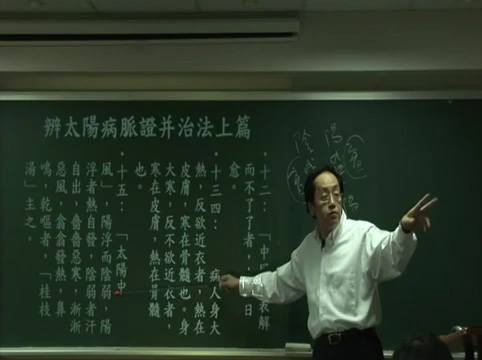 辨太陽病脈證并治法上篇
．十二：「中 表解
而不了了者， 日
愈。
．十三四： 病人身大
熱，反欲近衣者，熱在
皮膚，寒在骨髓也。身
大寒，反不欲近衣者，
寒在皮膚，熱在骨髓
也。
．十五：「太陽中
風」，陽浮而陰弱，陽
浮者熱自發，陰弱者汗
自出，嗇嗇惡寒，淅淅
惡風，翕翕發熱，鼻
鳴，乾嘔者，「桂枝
湯」主之。
陽
陰